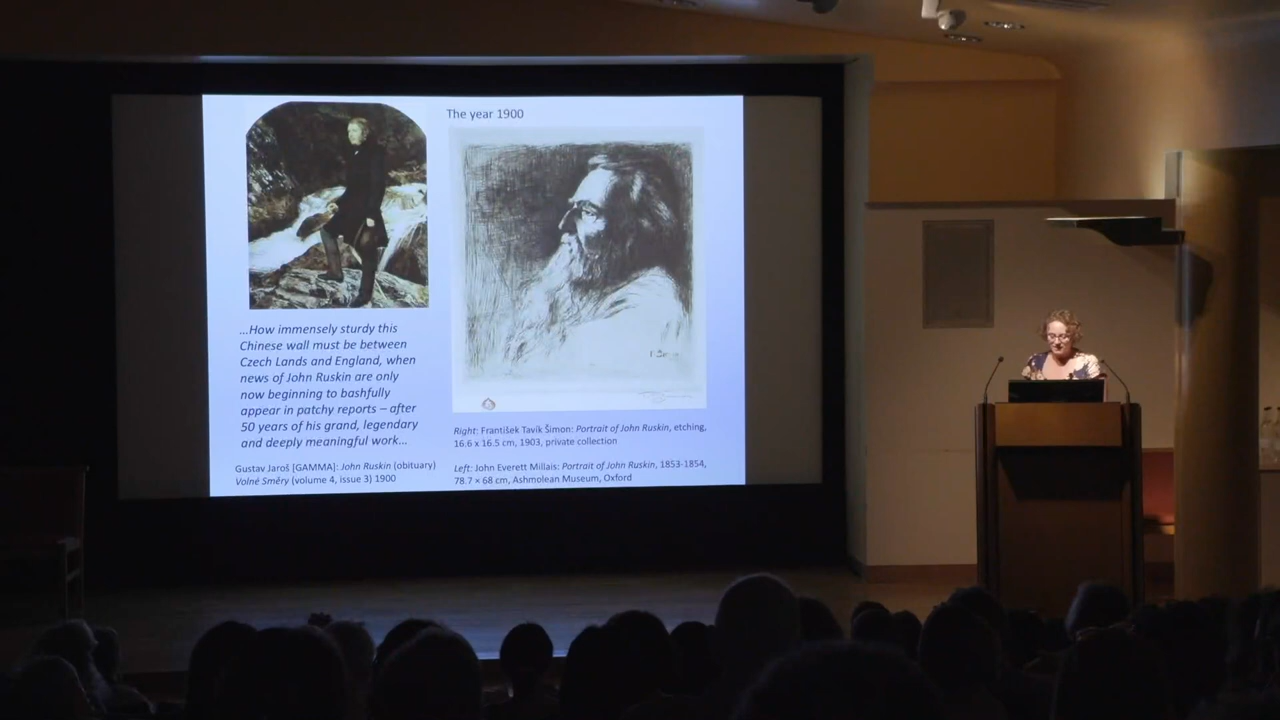 The year 1900
...How immensely sturdy this
Chinese wall must be between
Czech Lands and England, when
news of John Ruskin are only
now beginning to bashfully
appear in patchy reports – after
50 years of his grand, legendary
and deeply meaningful work...
Gustav Jaroš [GAMMA]: John Ruskin (obituary)
Volné Směry (volume 4, issue 3) 1900
Right: František Tavík Šimon: Portrait of John Ruskin, etching,
16.6 x 16.5 cm, 1903, private collection
Left: John Everett Millais: Portrait of John Ruskin, 1853-1854,
78.7 × 68 cm, Ashmolean Museum, Oxford